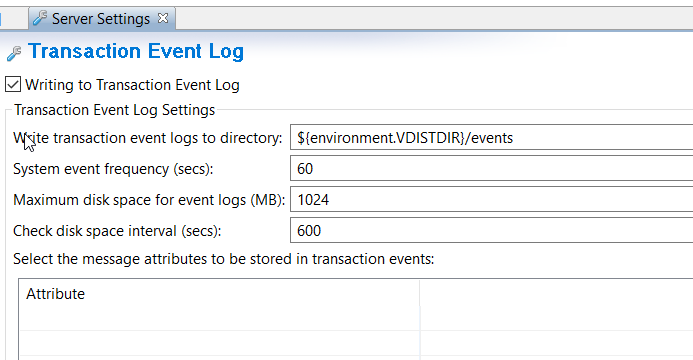 Server Settings
Transaction Event Log
Writing to Transaction Event Log
Transaction Event Log Settings
Write transaction event logs to directory: ${environment.VDISTDIR}/events
System event frequency (secs): 60
Maximum disk space for event logs (MB): 1024
Check disk space interval (secs): 600
Select the message attributes to be stored in transaction events:
Attribute